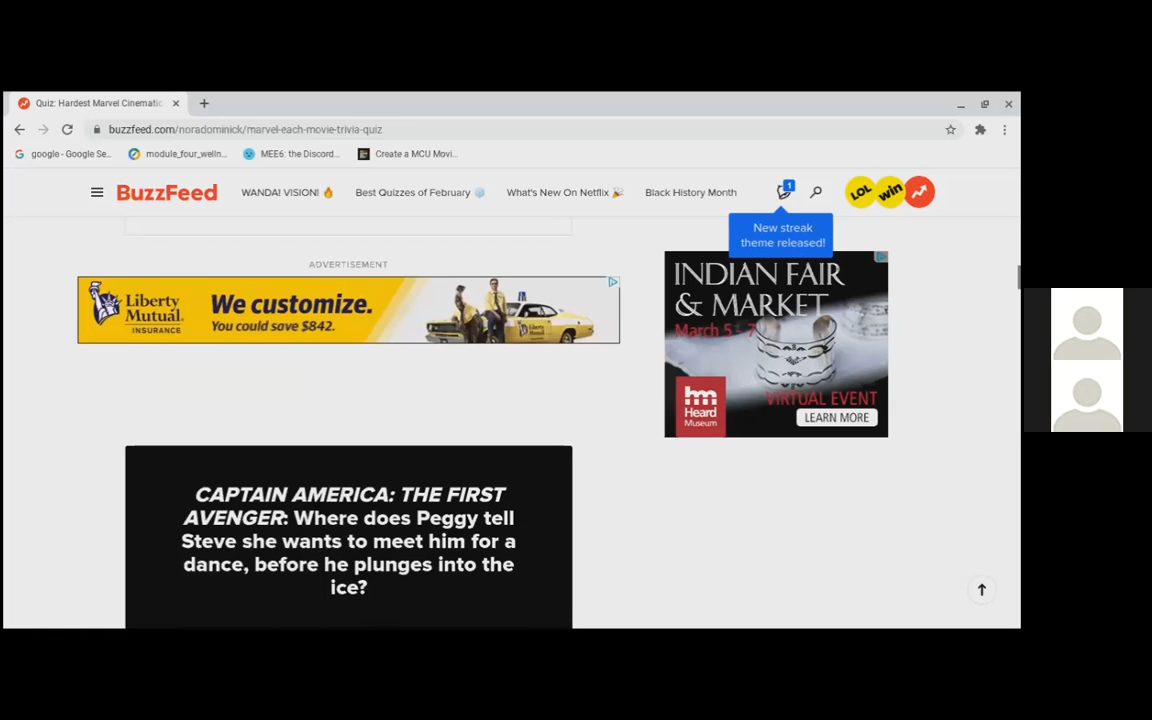 Quiz: Hardest Marvel Cinematic
buzzfeed.com/noradominick/marvel-each-movie-trivia-quiz
google - Google Se...
module_four_welln...
MEE6: the Discord...
Create a MCU Movi...
BuzzFeed
WANDA! VISION! 🔥
Best Quizzes of February
What's New On Netflix 🎉
Black History Month
1
LOL
win
New streak
theme released!
ADVERTISEMENT
Liberty
Mutual
INSURANCE
We customize.
You could save $842.
INDIAN FAIR
& MARKET
March 5 - 7
hm
Heard
Museum
VIRTUAL EVENT
LEARN MORE
CAPTAIN AMERICA: THE FIRST
AVENGER: Where does Peggy tell
Steve she wants to meet him for a
dance, before he plunges into the
ice?